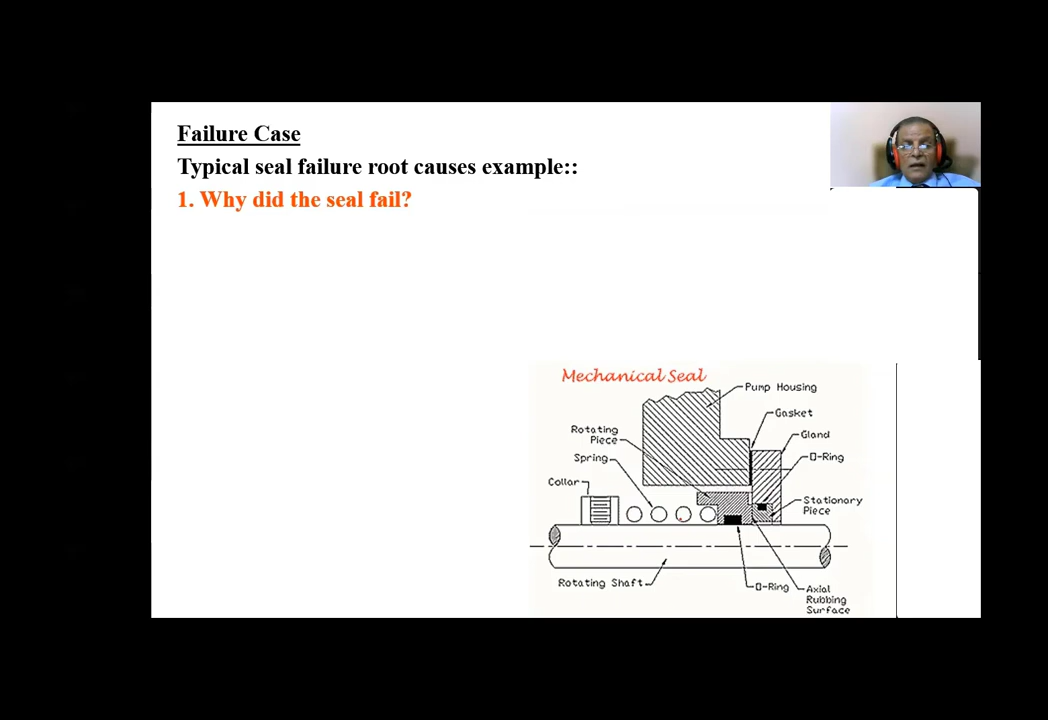 Failure Case
Typical seal failure root causes example::
1. Why did the seal fail?
Mechanical Seal
Pump Housing
Gasket
Rotating
Piece
Gland
Spring
O-Ring
Collar
Stationary
Piece
Rotating Shaft
O-Ring
Axial
Rubbing
Surface